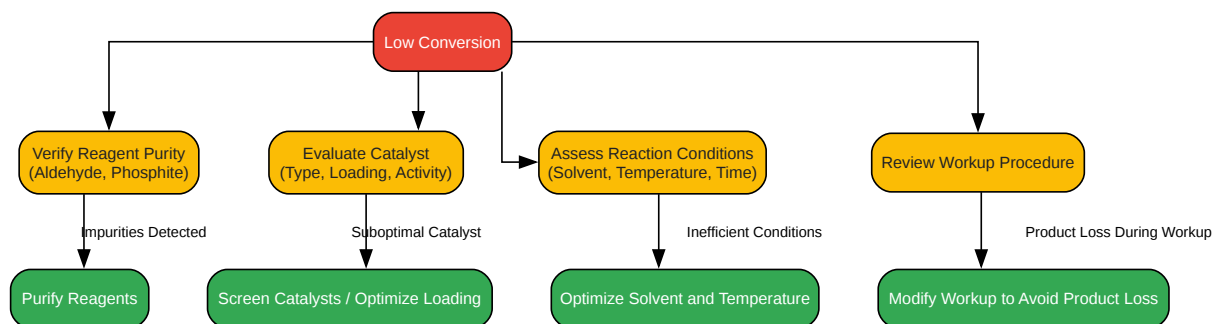 Low Conversion
Verify Reagent Purity
(Aldehyde, Phosphite)
Evaluate Catalyst
(Type, Loading, Activity)
Assess Reaction Conditions
(Solvent, Temperature, Time)
Review Workup Procedure
Impurities Detected
Suboptimal Catalyst
Inefficient Conditions
Product Loss During Workup
Purify Reagents
Screen Catalysts / Optimize Loading
Optimize Solvent and Temperature
Modify Workup to Avoid Product Loss